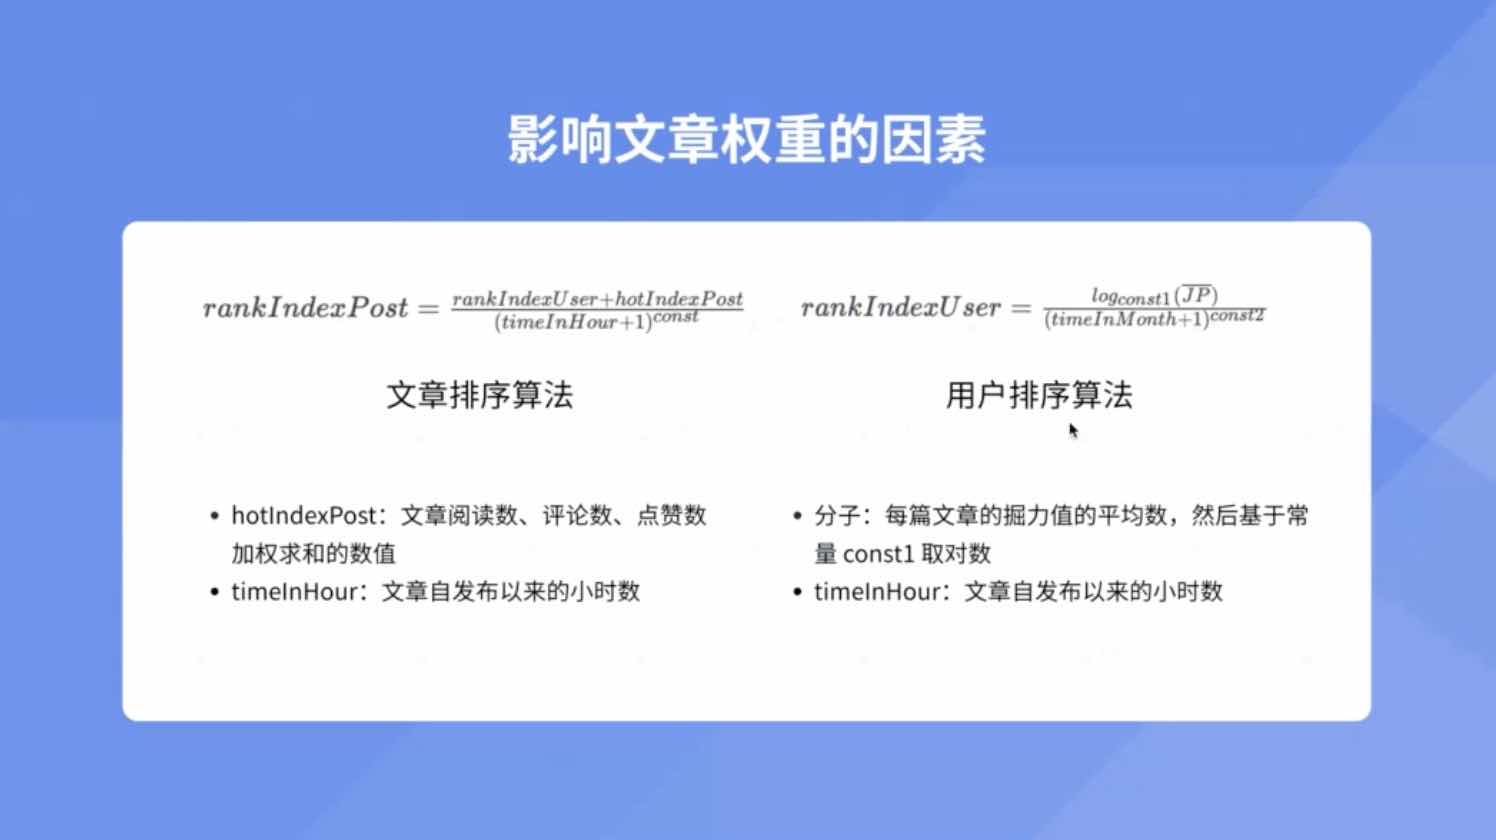 影响文章权重的因素
rankIndexPost = \frac{rankIndexUser+hotIndexPost}{(timeInHour+1)^{const}}
rankIndexUser = \frac{log_{const1}(\overline{JP})}{(timeInMonth+1)^{const2}}
文章排序算法
用户排序算法
• hotIndexPost：文章阅读数、评论数、点赞数
加权求和的数值
• timeInHour：文章自发布以来的小时数
• 分子：每篇文章的掘力值的平均数，然后基于常
量 const1 取对数
• timeInHour：文章自发布以来的小时数